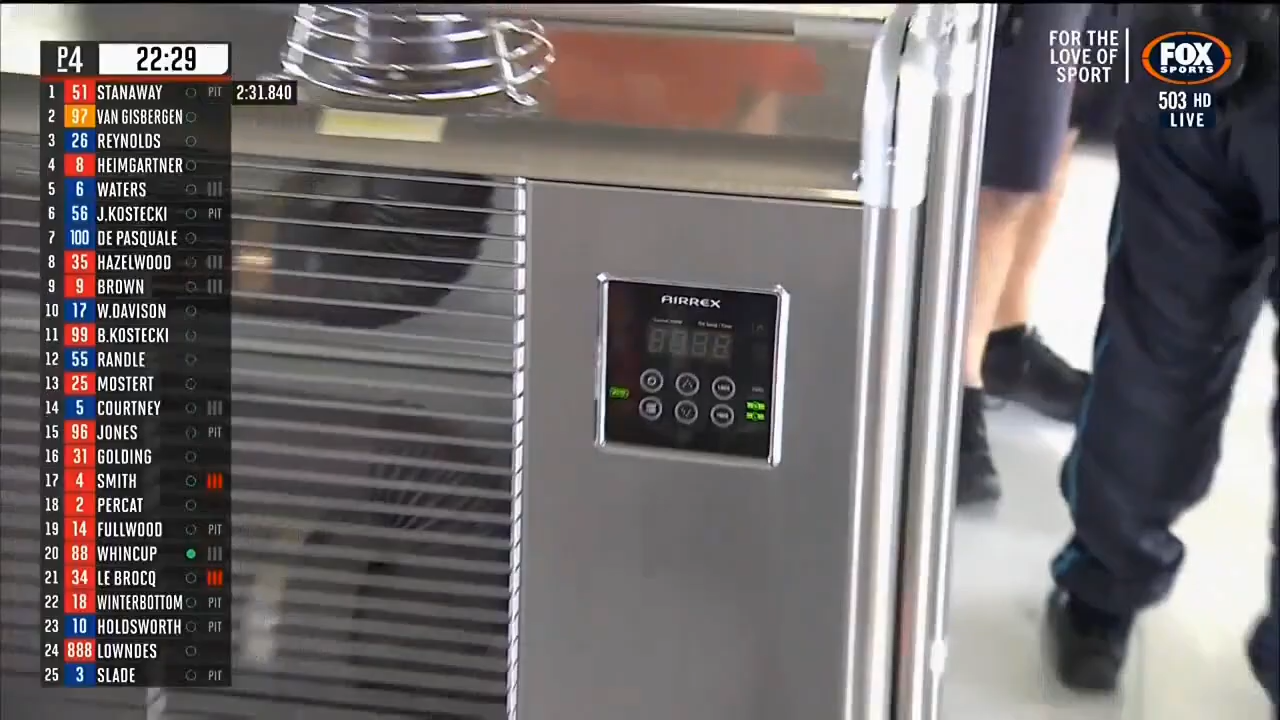 P4 22:29
1 51 STANAWAY PIT 2:31.840
2 97 VAN GISBERGEN
3 26 REYNOLDS
4 8 HEIMGARTNER
5 6 WATERS
6 56 J.KOSTECKI PIT
7 100 DE PASQUALE
8 35 HAZELWOOD
9 9 BROWN
10 17 W.DAVISON
11 99 B.KOSTECKI
12 55 RANDLE
13 25 MOSTERT
14 5 COURTNEY
15 96 JONES PIT
16 31 GOLDING
17 4 SMITH
18 2 PERCAT
19 14 FULLWOOD PIT
20 88 WHINCUP
21 34 LE BROCQ
22 18 WINTERBOTTOM PIT
23 10 HOLDSWORTH PIT
24 888 LOWNDES
25 3 SLADE PIT
AIRREX
FOR THE
LOVE OF
SPORT
FOX
SPORTS
503 HD
LIVE